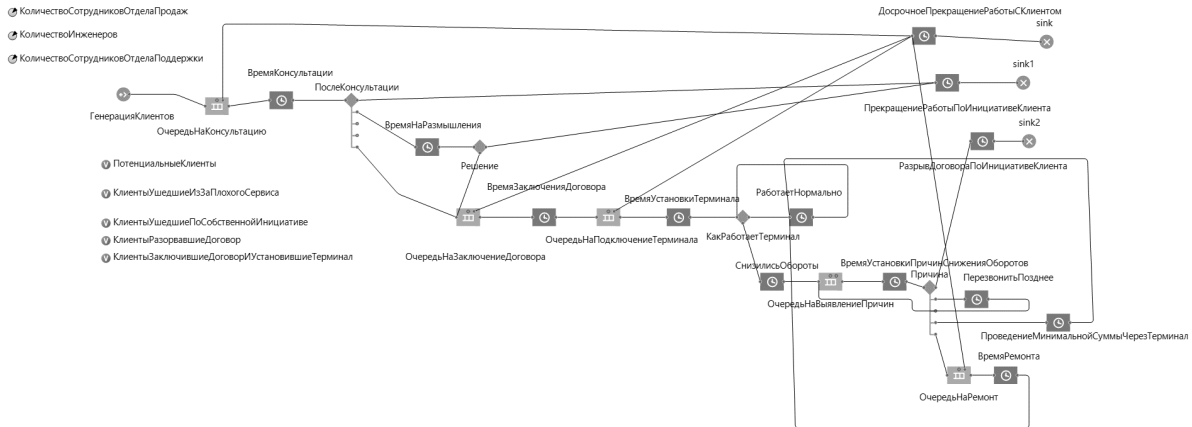 КоличествоСотрудниковОтделаПродаж
ДосрочноеПрекращениеРаботыСКлиентом
sink
КоличествоИнженеров
КоличествоСотрудниковОтделаПоддержки
sink1
ВремяКонсультации
ПослеКонсультации
ГенерацияКлиентов
ПрекращениеРаботыПоИнициативеКлиента
ОчередьНаКонсультацию
ВремяНаРазмышления
sink2
ПотенциальныеКлиенты
Решение
РазрывДоговораПоИнициативеКлиента
КлиентыУшедшиеИзЗаПлохогоСервиса
ВремяЗаключенияДоговора
ВремяУстановкиТерминала
РаботаетНормально
КлиентыУшедшиеПоСобственнойИнициативе
КлиентыРазорвавшиеДоговор
ОчередьНаПодключениеТерминала
КакРаботаетТерминал
КлиентыЗаключившиеДоговорИУстановившиеТерминал
ОчередьНаЗаключениеДоговора
СнизилисьОбороты
ВремяУстановкиПричинСниженияОборотов
Причина
ПерезвонитьПозднее
ОчередьНаВыявлениеПричин
ПроведениеМинимальнойСуммыЧерезТерминал
ВремяРемонта
ОчередьНаРемонт